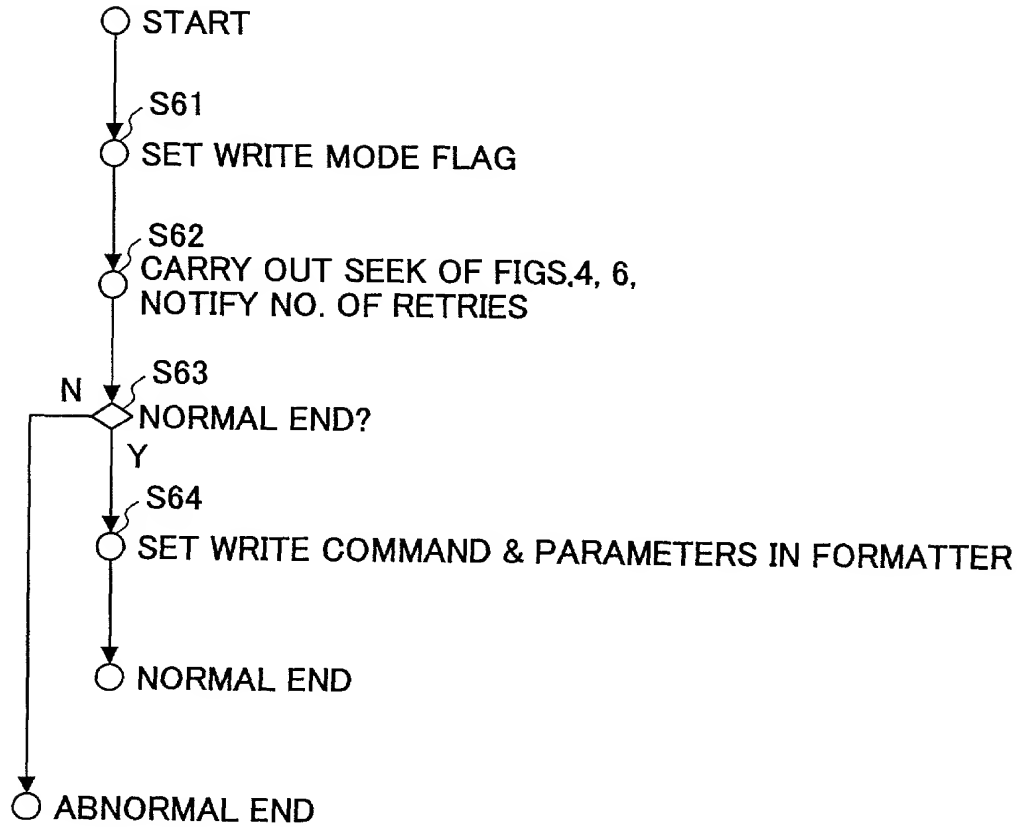 START
S61
SET WRITE MODE FLAG
S62
CARRY OUT SEEK OF FIGS.4, 6,
NOTIFY NO. OF RETRIES
S63
N
NORMAL END?
Y
S64
SET WRITE COMMAND & PARAMETERS IN FORMATTER
NORMAL END
ABNORMAL END